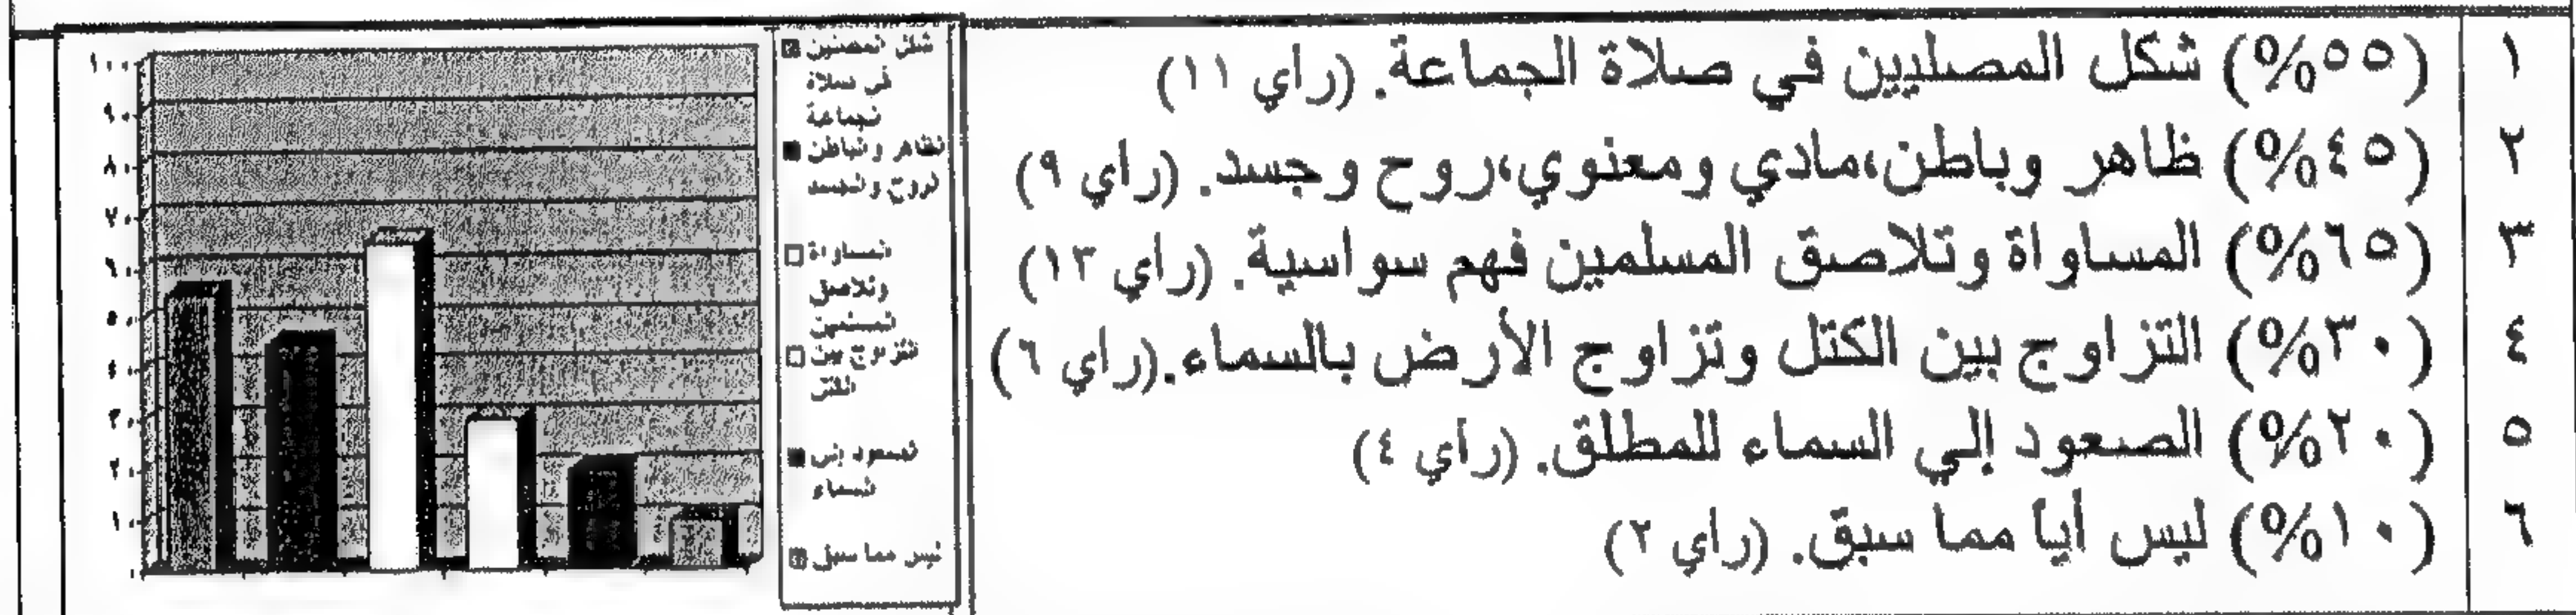 ١ (٥٥%) شكل المصليين في صلاة الجماعة. (راي ١١)
٢ (٤٥%) ظاهر وباطن،مادي ومعنوي،روح وجسد. (راي ٩)
٣ (٦٥%) المساواة وتلاصق المسلمين فهم سواسية. (راي ١٣)
٤ (٣٠%) التزاوج بين الكتل وتزاوج الأرض بالسماء.(راي ٦)
٥ (٢٠%) الصعود إلي السماء للمطلق. (رأي ٤)
٦ (١٠%) ليس أيا مما سبق. (راي ٢)
شكل المصلين
في صلاة
الجماعة
الظاهر والباطن
الروح والجسد
المساواة
وتلاصق
المسلمين
التزاوج بين
الكتل
الصعود إلى
السماء
ليس مما سبق
١٠٠
٩٠
٨٠
٧٠
٦٠
٥٠
٤٠
٣٠
٢٠
١٠
٠